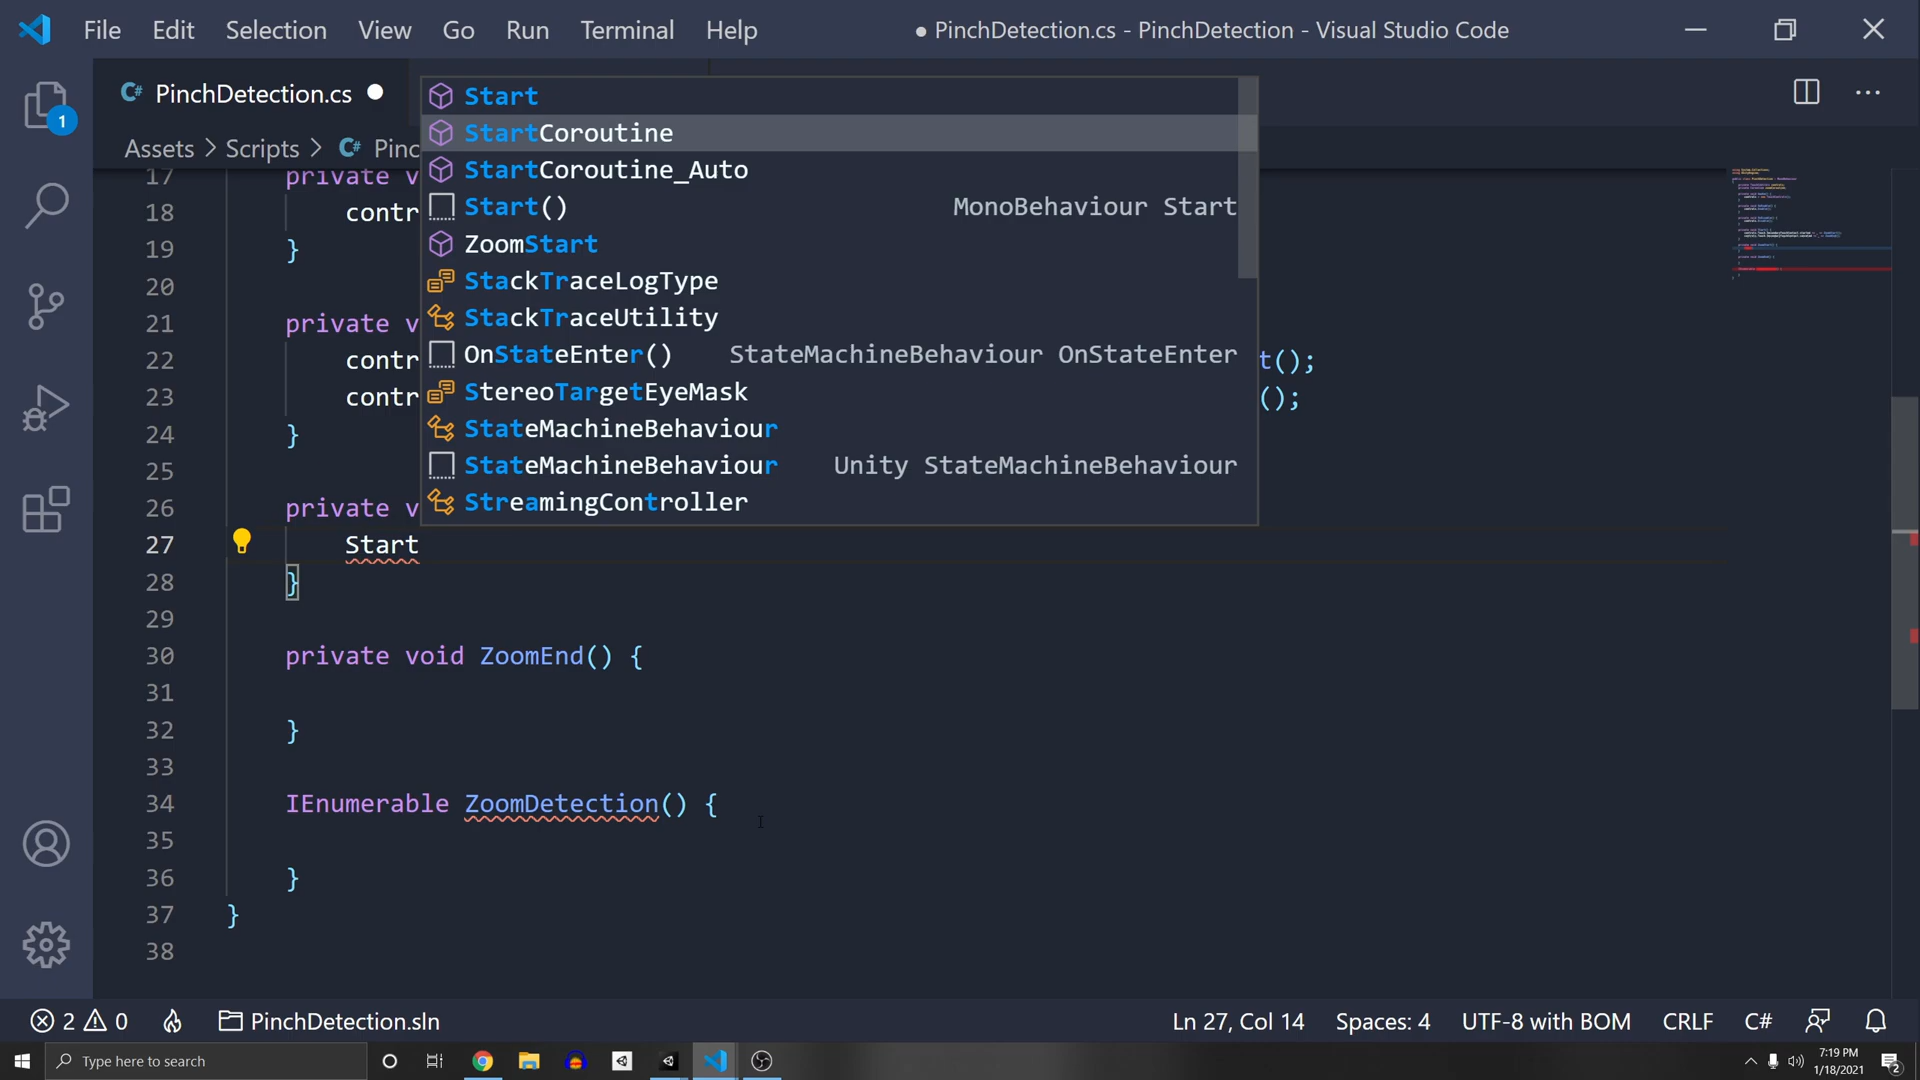 File Edit Selection View Go Run Terminal Help
● PinchDetection.cs - PinchDetection - Visual Studio Code
1
C# PinchDetection.cs
Assets > Scripts > C# Pinc
Start
StartCoroutine
StartCoroutine_Auto
Start() MonoBehaviour Start
ZoomStart
StackTraceLogType
StackTraceUtility
OnStateEnter() StateMachineBehaviour OnStateEnter
StereoTargetEyeMask
StateMachineBehaviour
StateMachineBehaviour Unity StateMachineBehaviour
StreamingController
17 private v
18 contr
19 }
20
21 private v
22 contr t();
23 contr ();
24 }
25
26 private v
27 Start
28 }
29
30 private void ZoomEnd() {
31
32 }
33
34 IEnumerable ZoomDetection() {
35
36 }
37 }
38
2 0 PinchDetection.sln Ln 27, Col 14 Spaces: 4 UTF-8 with BOM CRLF C#
Type here to search
7:19 PM
1/18/2021
2